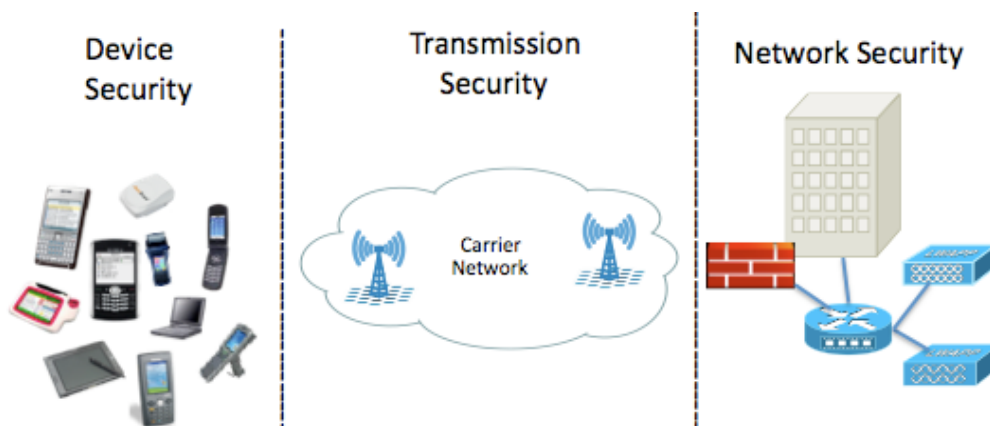 Device
Security
Transmission
Security
Network Security
Carrier
Network